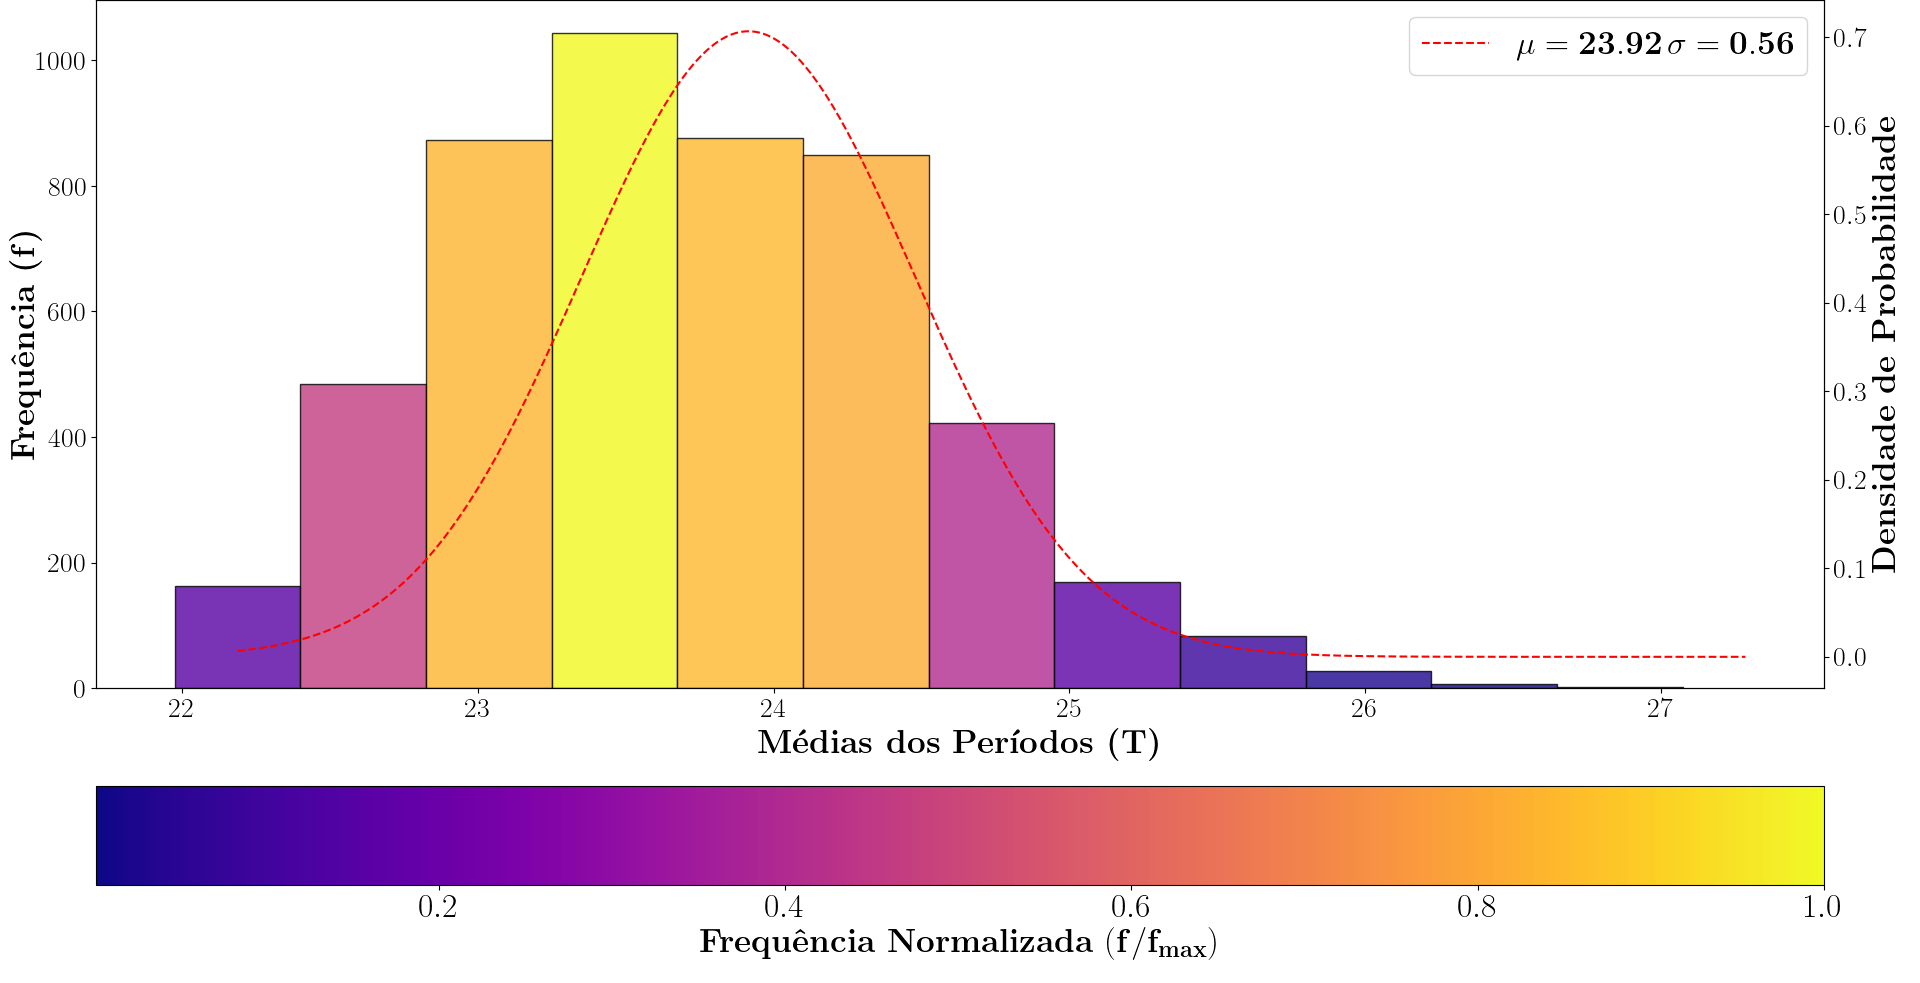 μ = 23.92 σ = 0.56
Frequência (f)
1000
800
600
400
200
0
0.7
0.6
0.5
0.4
0.3
0.2
0.1
0.0
Densidade de Probabilidade
22 23 24 25 26 27
Médias dos Períodos (T)
0.2 0.4 0.6 0.8 1.0
Frequência Normalizada (f/fmax)